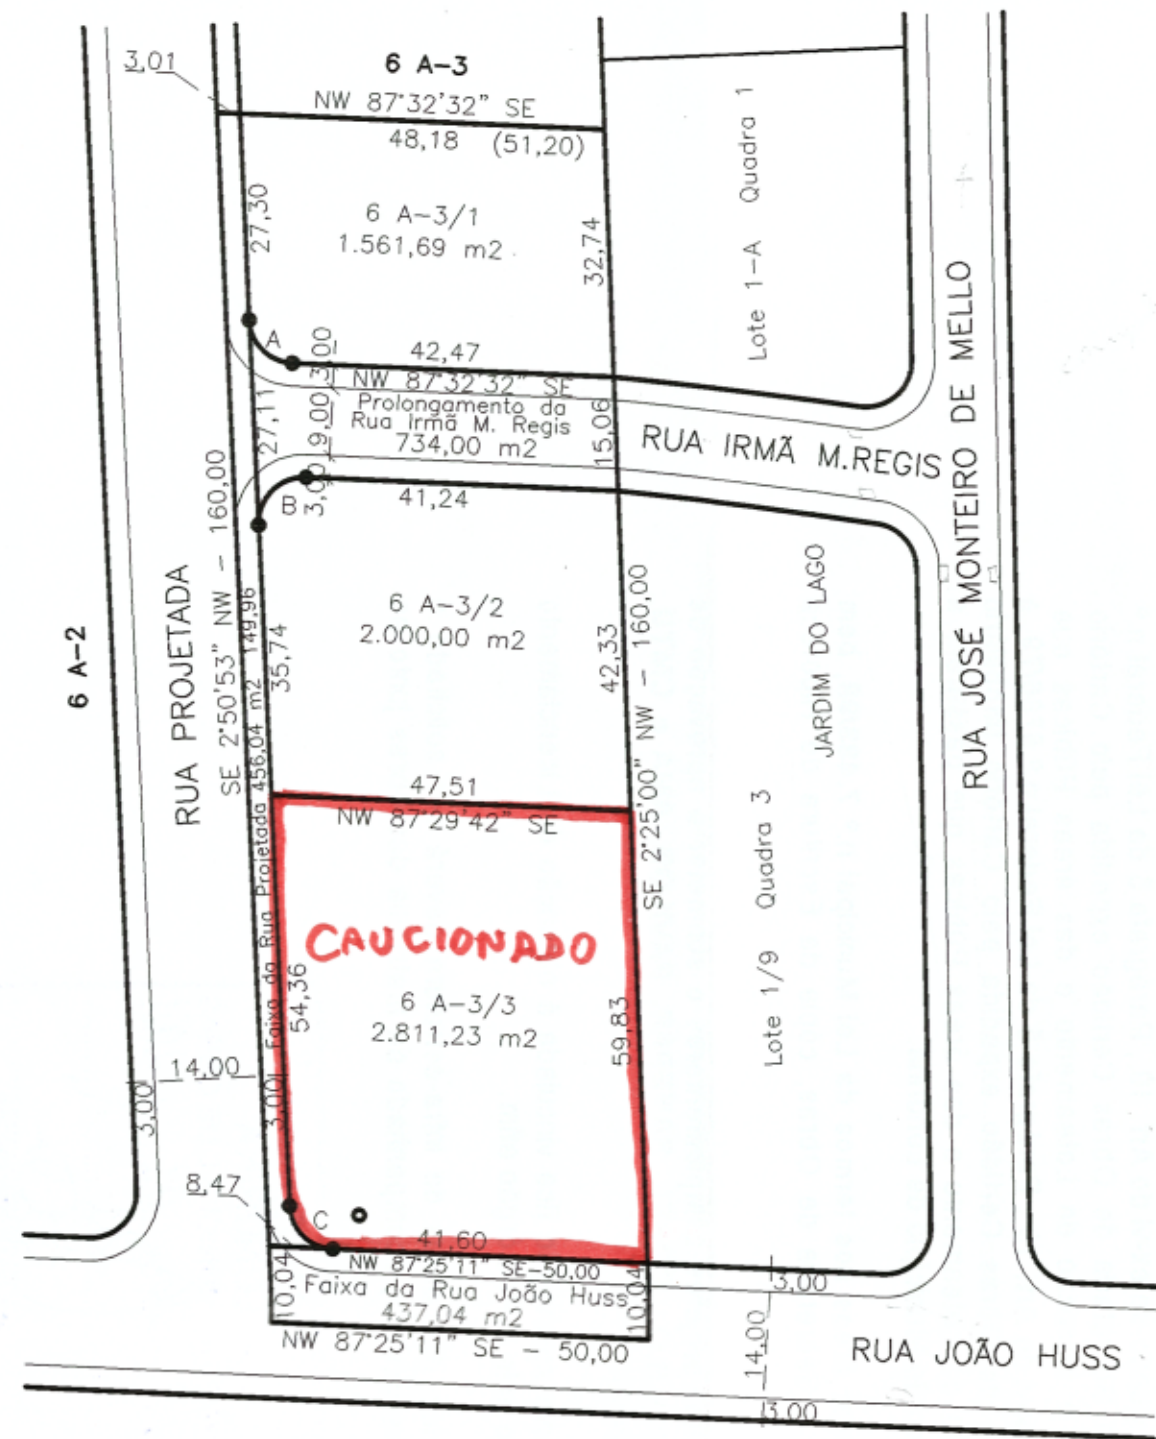 3,01
6 A-3
NW 87°32'32" SE
48,18 (51,20)
27,30
6 A-3/1
1.561,69 m2
32,74
Lote 1-A Quadra 1
A
3,00
42,47
NW 87°32'32" SE
27,11
9,00
Prolongamento da
Rua Irmã M. Regis
734,00 m2
15,06
RUA IRMÃ M.REGIS
B
3,00
41,24
6 A-2
RUA PROJETADA
SE 2°50'53" NW - 160,00
Faixa da Rua Projetada 456,04 m2 149,96
35,74
6 A-3/2
2.000,00 m2
42,33
SE 2°25'00" NW - 160,00
JARDIM DO LAGO
RUA JOSÉ MONTEIRO DE MELLO
47,51
NW 87°29'42" SE
Lote 1/9 Quadra 3
CAUCIONADO
54,36
6 A-3/3
2.811,23 m2
59,83
14,00
3,00
3,00
8,47
C
41,60
NW 87°25'11" SE-50,00
10,04
Faixa da Rua João Huss
437,04 m2
10,04
NW 87°25'11" SE - 50,00
3,00
14,00
3,00
RUA JOÃO HUSS